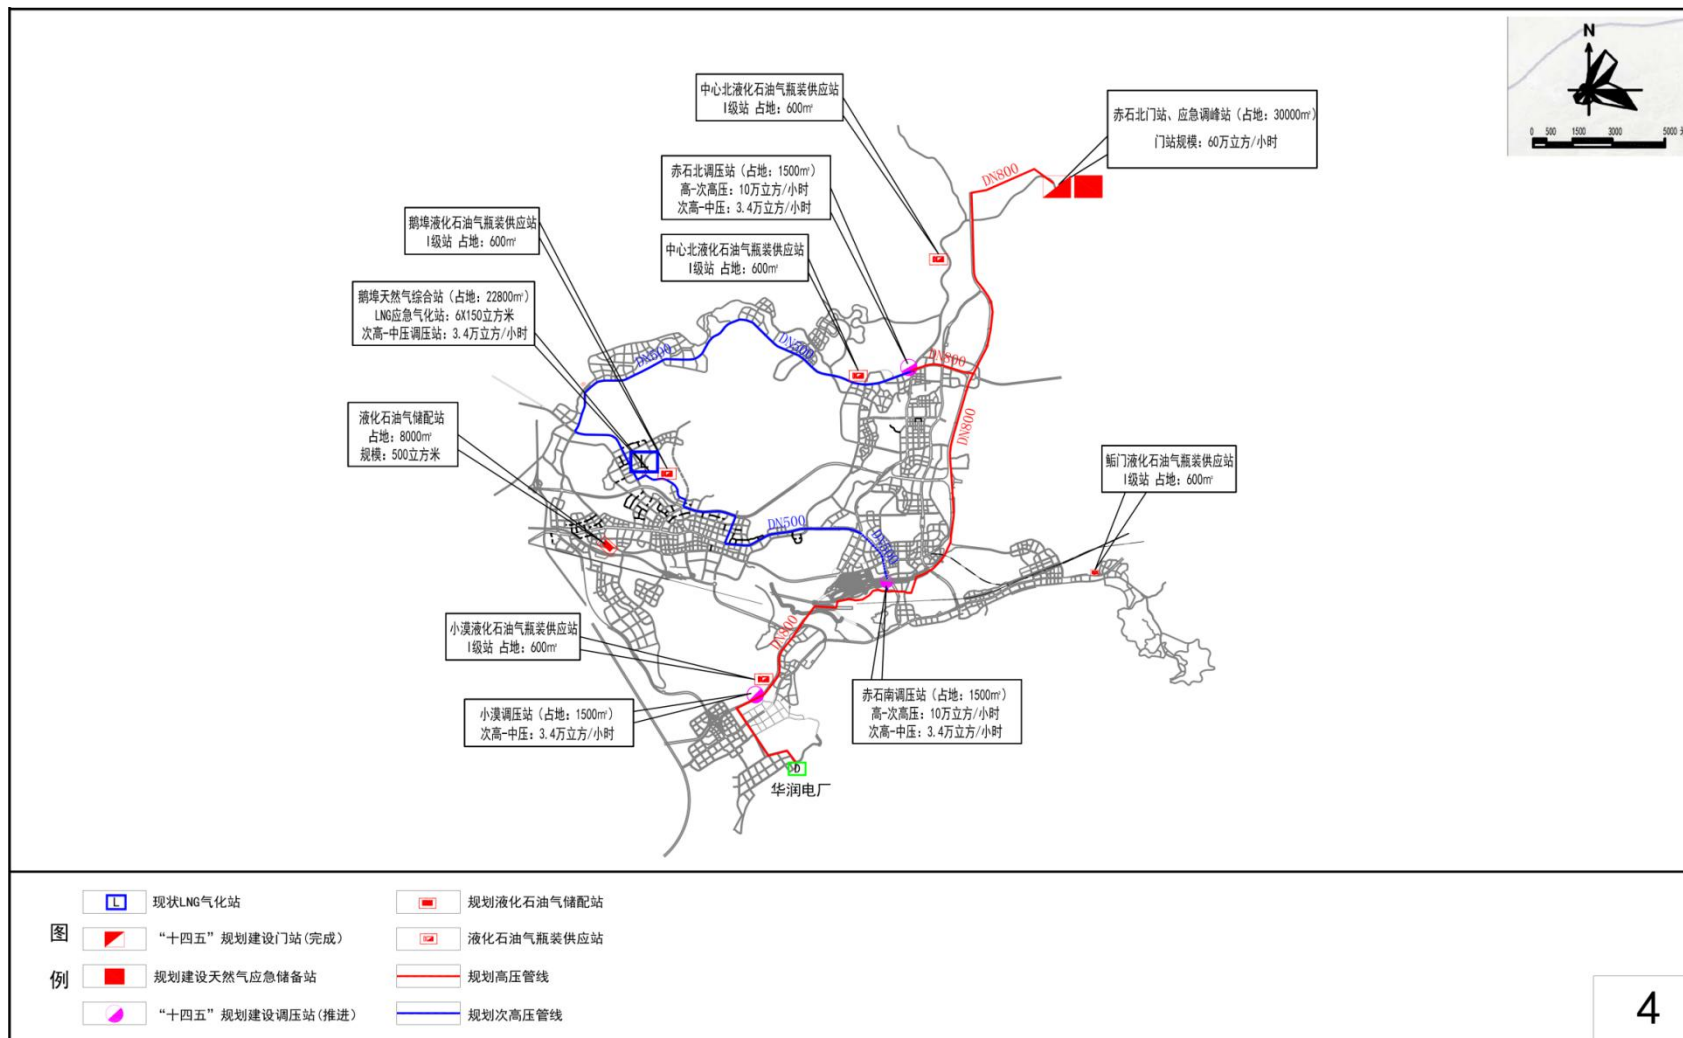 N
0 500 1500 3000 5000
中心北液化石油气瓶装供应站
I级站 占地：600㎡
赤石北门站、应急调峰站（占地：30000㎡）
门站规模：60万立方/小时
赤石北调压站（占地：1500㎡）
高-次高压：10万立方/小时
次高-中压：3.4万立方/小时
DN800
鹅埠液化石油气瓶装供应站
I级站 占地：600㎡
中心北液化石油气瓶装供应站
I级站 占地：600㎡
鹅埠天然气综合站（占地：22800㎡）
LNG应急气化站：6X150立方米
次高-中压调压站：3.4万立方/小时
DN500
DN500
DN800
液化石油气储配站
占地：8000㎡
规模：500立方米
DN800
L
鮜门液化石油气瓶装供应站
I级站 占地：600㎡
DN500
DN500
小漠液化石油气瓶装供应站
I级站 占地：600㎡
DN800
小漠调压站（占地：1500㎡）
次高-中压：3.4万立方/小时
赤石南调压站（占地：1500㎡）
高-次高压：10万立方/小时
次高-中压：3.4万立方/小时
D
华润电厂
图例
L 现状LNG气化站
“十四五”规划建设门站(完成)
规划建设天然气应急储备站
“十四五”规划建设调压站(推进)
规划液化石油气储配站
液化石油气瓶装供应站
规划高压管线
规划次高压管线
4